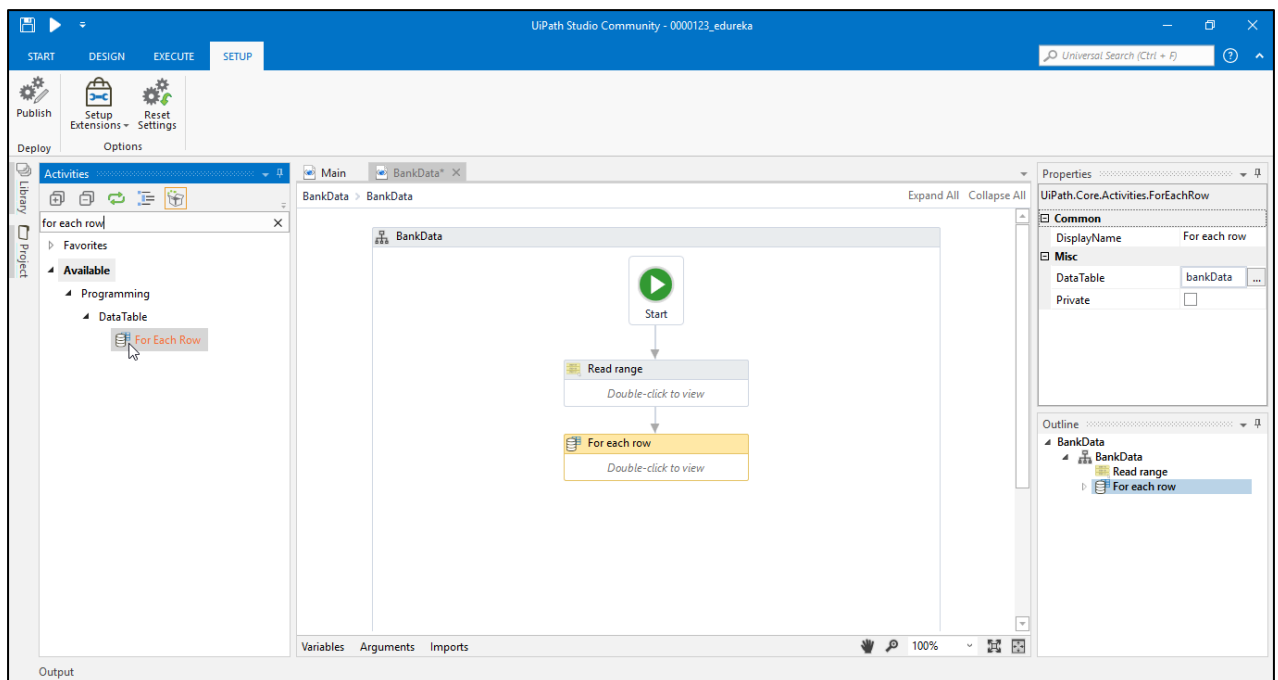 UiPath Studio Community - 0000123_edureka
START DESIGN EXECUTE SETUP
Universal Search (Ctrl + F)
?
Publish
Setup Extensions
Reset Settings
Deploy
Options
Library
Project
Activities
for each row
Favorites
Available
Programming
DataTable
For Each Row
Main
BankData*
BankData > BankData
Expand All Collapse All
BankData
Start
Read range
Double-click to view
For each row
Double-click to view
Variables Arguments Imports
100%
Properties
UiPath.Core.Activities.ForEachRow
Common
DisplayName For each row
Misc
DataTable bankData ...
Private
Outline
BankData
BankData
Read range
For each row
Output